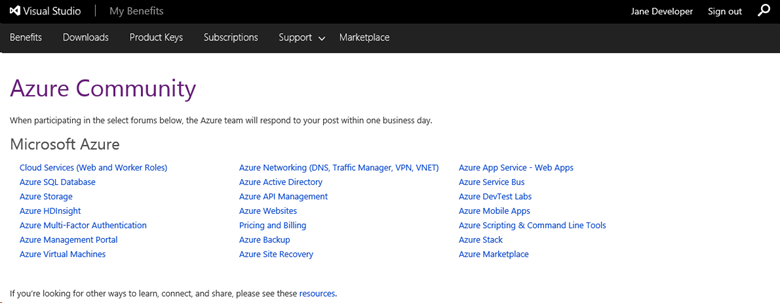 Visual Studio | My Benefits Jane Developer Sign out
Benefits Downloads Product Keys Subscriptions Support Marketplace
Azure Community
When participating in the select forums below, the Azure team will respond to your post within one business day.
Microsoft Azure
Cloud Services (Web and Worker Roles) Azure Networking (DNS, Traffic Manager, VPN, VNET) Azure App Service - Web Apps
Azure SQL Database Azure Active Directory Azure Service Bus
Azure Storage Azure API Management Azure DevTest Labs
Azure HDInsight Azure Websites Azure Mobile Apps
Azure Multi-Factor Authentication Pricing and Billing Azure Scripting & Command Line Tools
Azure Management Portal Azure Backup Azure Stack
Azure Virtual Machines Azure Site Recovery Azure Marketplace
If you're looking for other ways to learn, connect, and share, please see these resources.